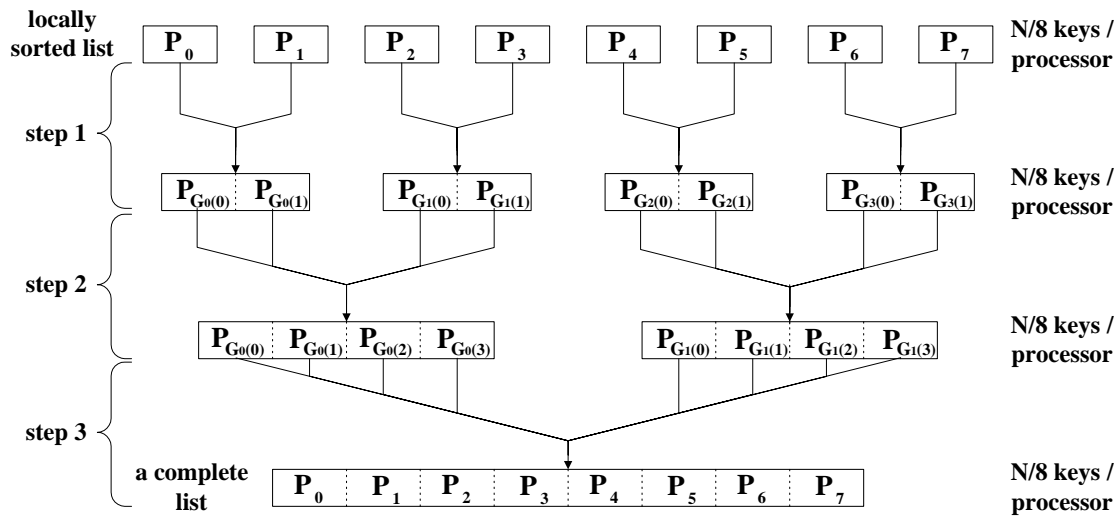 locally sorted list
P0 P1 P2 P3 P4 P5 P6 P7
N/8 keys / processor
step 1
PG0(0) PG0(1) PG1(0) PG1(1) PG2(0) PG2(1) PG3(0) PG3(1)
N/8 keys / processor
step 2
PG0(0) PG0(1) PG0(2) PG0(3) PG1(0) PG1(1) PG1(2) PG1(3)
N/8 keys / processor
step 3
a complete list
P0 P1 P2 P3 P4 P5 P6 P7
N/8 keys / processor